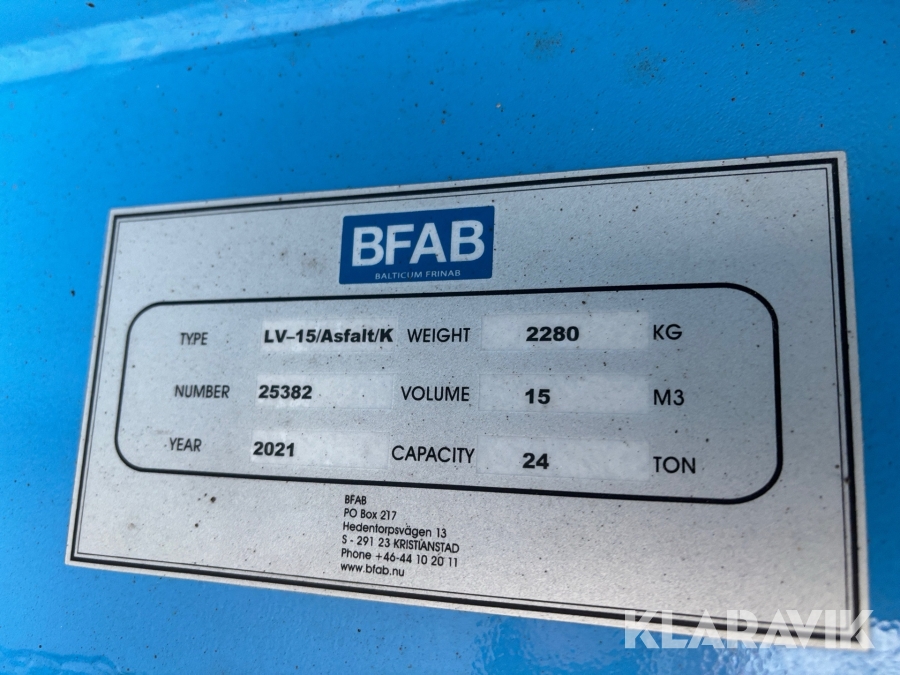 BFAB
BALTICUM FRINAB
TYPE LV-15/Asfalt/K WEIGHT 2280 KG
NUMBER 25382 VOLUME 15 M3
YEAR 2021 CAPACITY 24 TON
BFAB
PO Box 217
Hedentorpsvägen 13
S - 291 23 KRISTIANSTAD
Phone +46-44 10 20 11
www.bfab.nu
KLARAVIK